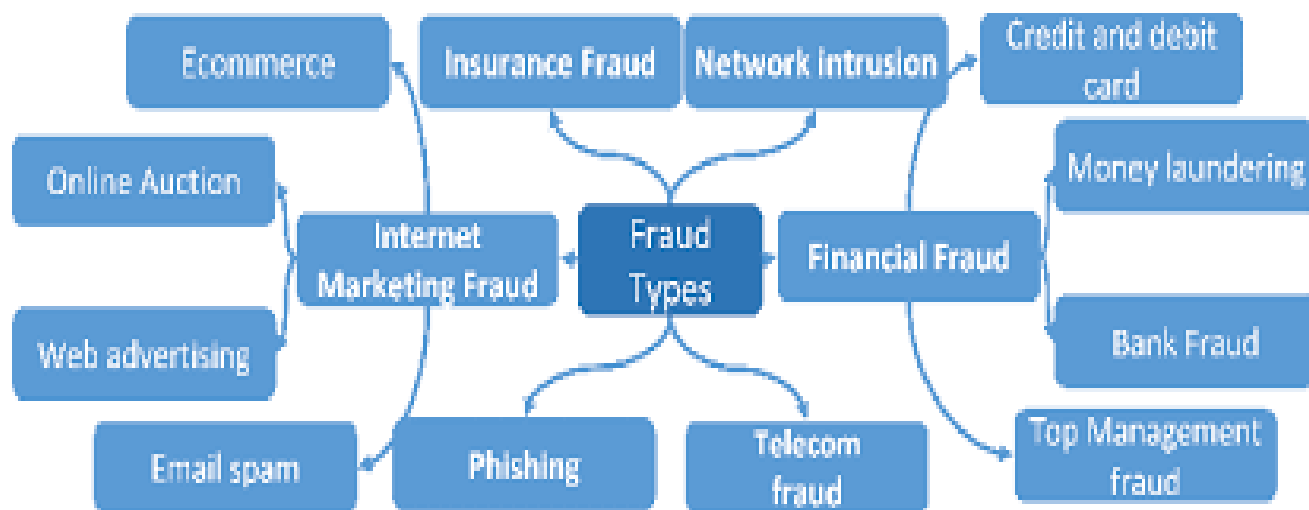 Ecommerce
Insurance Fraud
Network intrusion
Credit and debit
card
Online Auction
Money laundering
Internet
Marketing Fraud
Fraud
Types
Financial Fraud
Web advertising
Bank Fraud
Email spam
Phishing
Telecom
fraud
Top Management
fraud